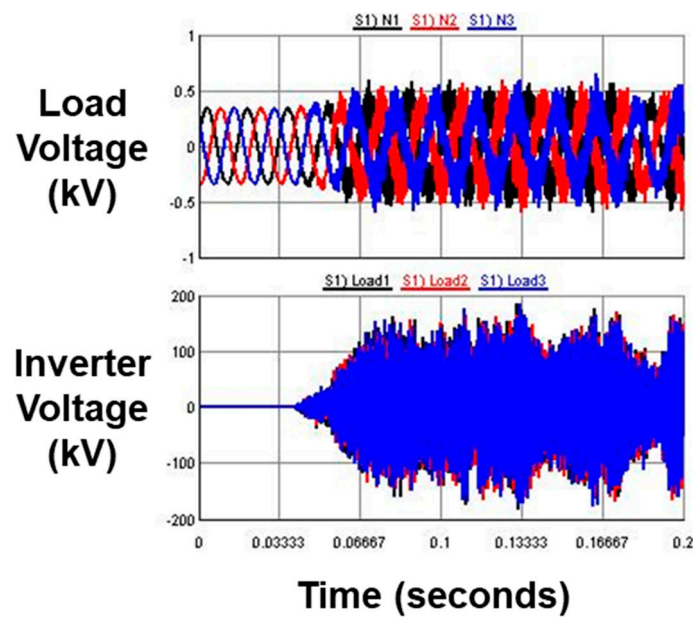 S1) N1 S1) N2 S1) N3
1
0.5
0
-0.5
-1
Load
Voltage
(kV)
S1) Load1 S1) Load2 S1) Load3
200
100
0
-100
-200
Inverter
Voltage
(kV)
0 0.03333 0.06667 0.1 0.13333 0.16667 0.2
Time (seconds)